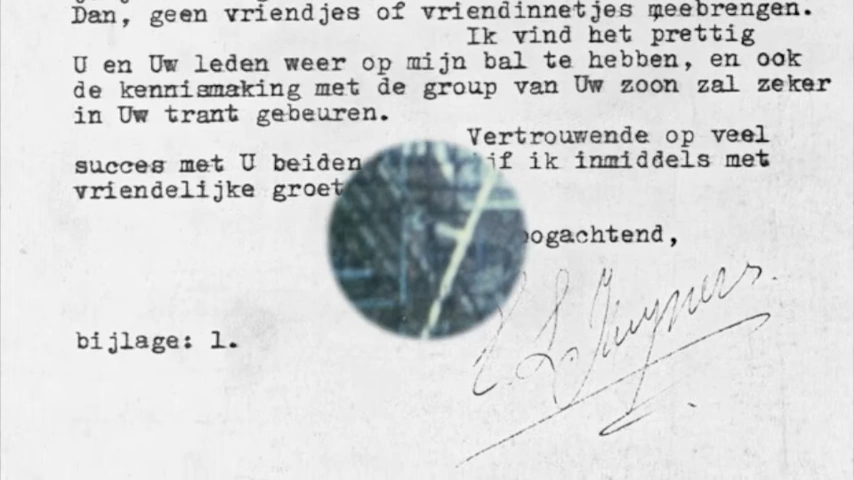 Dan, geen vriendjes of vriendinnetjes meebrengen.
Ik vind het prettig
U en Uw leden weer op mijn bal te hebben, en ook
de kennismaking met de group van Uw zoon zal zeker
in Uw trant gebeuren.
Vertrouwende op veel
succes met U beiden ik inmiddels met
vriendelijke groet
bijlage: 1.